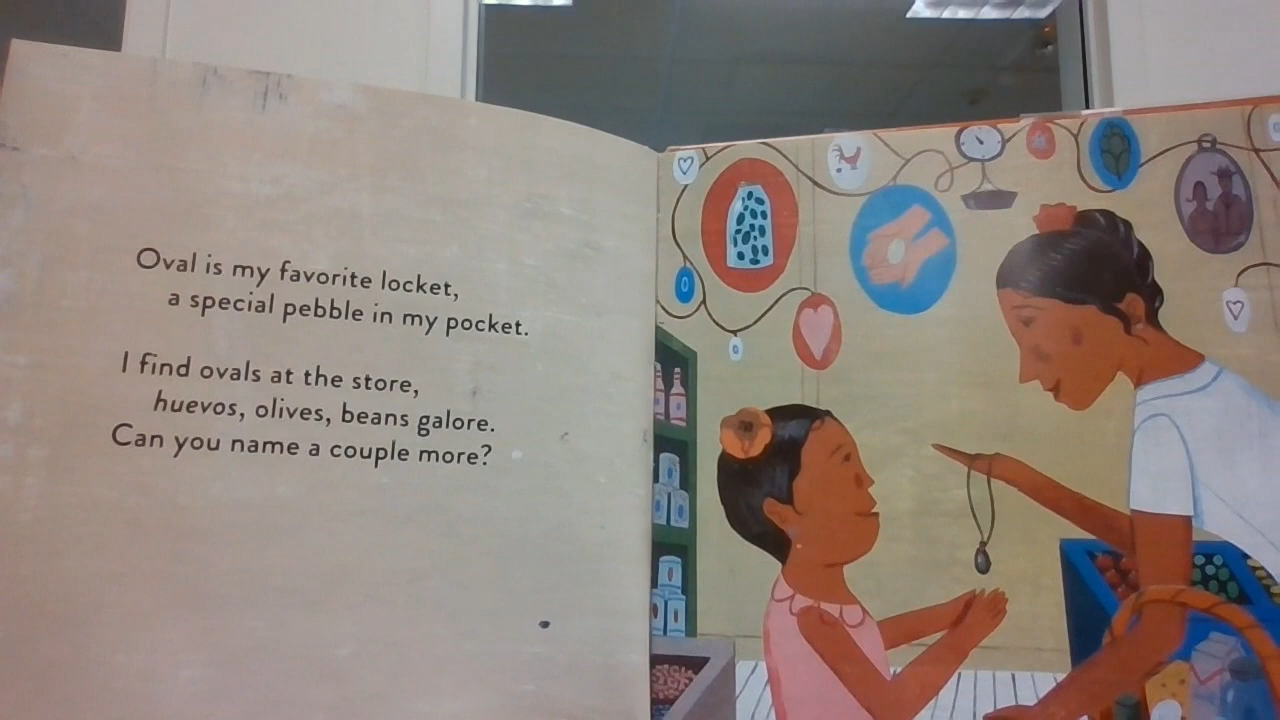 Oval is my favorite locket,
a special pebble in my pocket.
I find ovals at the store,
huevos, olives, beans galore.
Can you name a couple more?